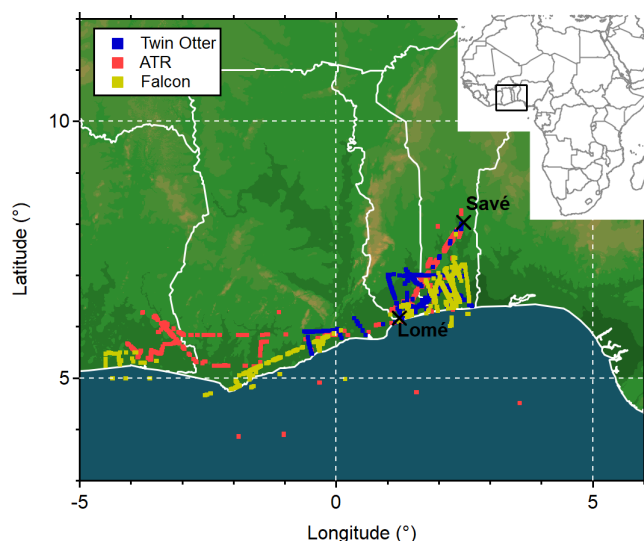 Twin Otter
ATR
Falcon
10
Savé
Latitude (°)
Lomé
5
-5
0
5
Longitude (°)